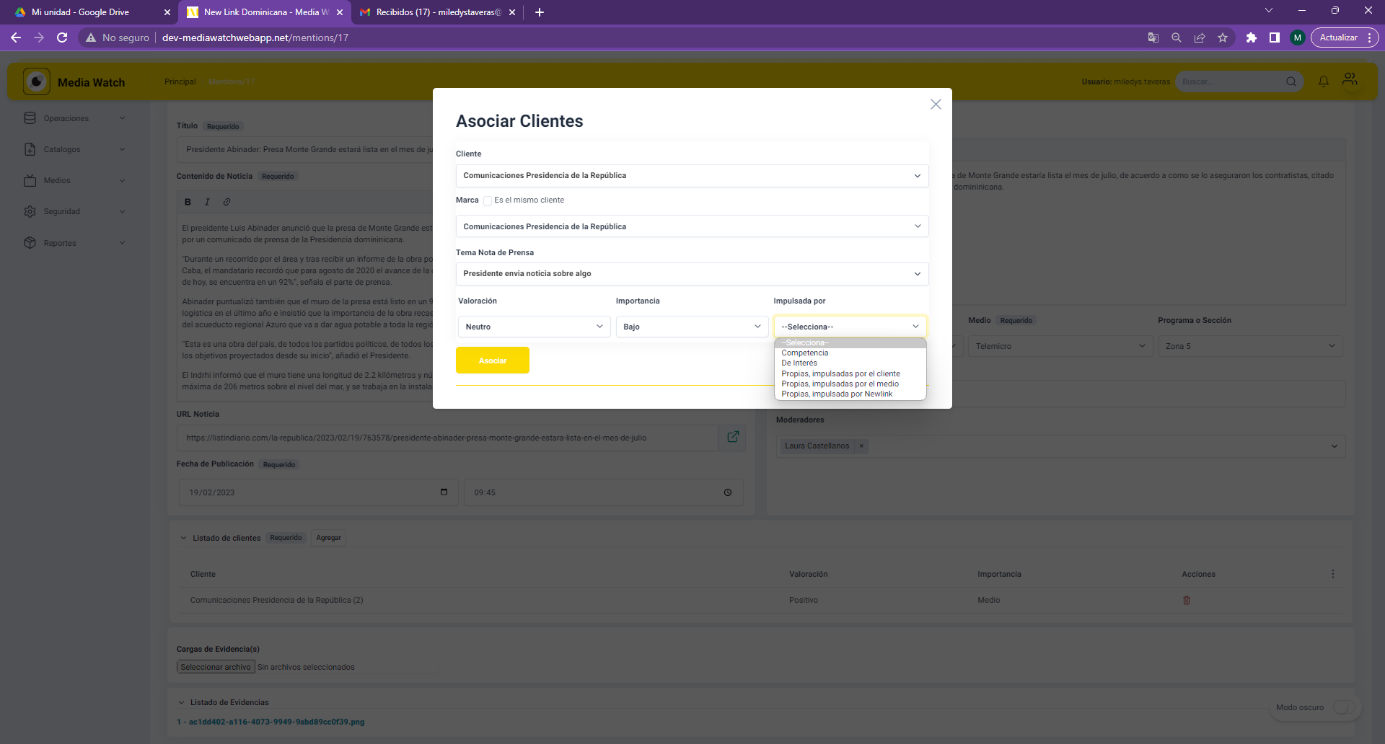 Mi unidad - Google Drive
New Link Dominicana - Media W
Recibidos (17) - miledystaveras@
No seguro
dev-mediawatchwebapp.net/mentions/17
M
Actualizar
Media Watch
Principal
Mentions/17
Usuario: miledys.taveras
Buscar...
Operaciones
Catalogos
Medios
Seguridad
Reportes
Título Requerido
Presidente Abinader: Presa Monte Grande estará lista en el mes de ju
Contenido de Noticia Requerido
B I
El presidente Luis Abinader anunció que la presa de Monte Grande est
por un comunicado de prensa de la Presidencia domininicana.
"Durante un recorrido por el área y tras recibir un informe de la obra po
Caba, el mandatario recordó que para agosto de 2020 el avance de la
de hoy, se encuentra en un 92%", señala el parte de prensa.
Abinader puntualizó también que el muro de la presa está listo en un 9
logística en el último año e insistió que la importancia de la obra recae
del acueducto regional Azuro que va a dar agua potable a toda la regió
"Esta es una obra del país, de todos los partidos políticos, de todos los
los objetivos proyectados desde su inicio", añadió el Presidente.
El Indrhi informó que el muro tiene una longitud de 2.2 kilómetros y nú
máxima de 206 metros sobre el nivel del mar, y se trabaja en la instala
URL Noticia
https://listindiario.com/la-republica/2023/02/19/763578/presidente-abinader-presa-monte-grande-estara-lista-en-el-mes-de-julio
Fecha de Publicación Requerido
19/02/2023
09:45
Asociar Clientes
Cliente
Comunicaciones Presidencia de la República
Marca Es el mismo cliente
Comunicaciones Presidencia de la República
Tema Nota de Prensa
Presidente envia noticia sobre algo
Valoración Importancia Impulsada por
Neutro Bajo --Selecciona--
--Selecciona--
Competencia
De Interés
Propias, impulsadas por el cliente
Propias, impulsadas por el medio
Propias, impulsada por Newlink
Asociar
a de Monte Grande estaría lista el mes de julio, de acuerdo a como se lo aseguraron los contratistas, citado
domininicana.
Medio Requerido
Programa o Sección
Telemicro
Zona 5
Moderadores
Laura Castellanos ×
Listado de clientes Requerido Agregar
Cliente Valoración Importancia Acciones
Comunicaciones Presidencia de la República (2) Positivo Medio
Cargas de Evidencia(s)
Seleccionar archivo Sin archivos seleccionados
Listado de Evidencias
1 - ac1dd402-a116-4073-9949-9abd89cc0f39.png
Modo oscuro